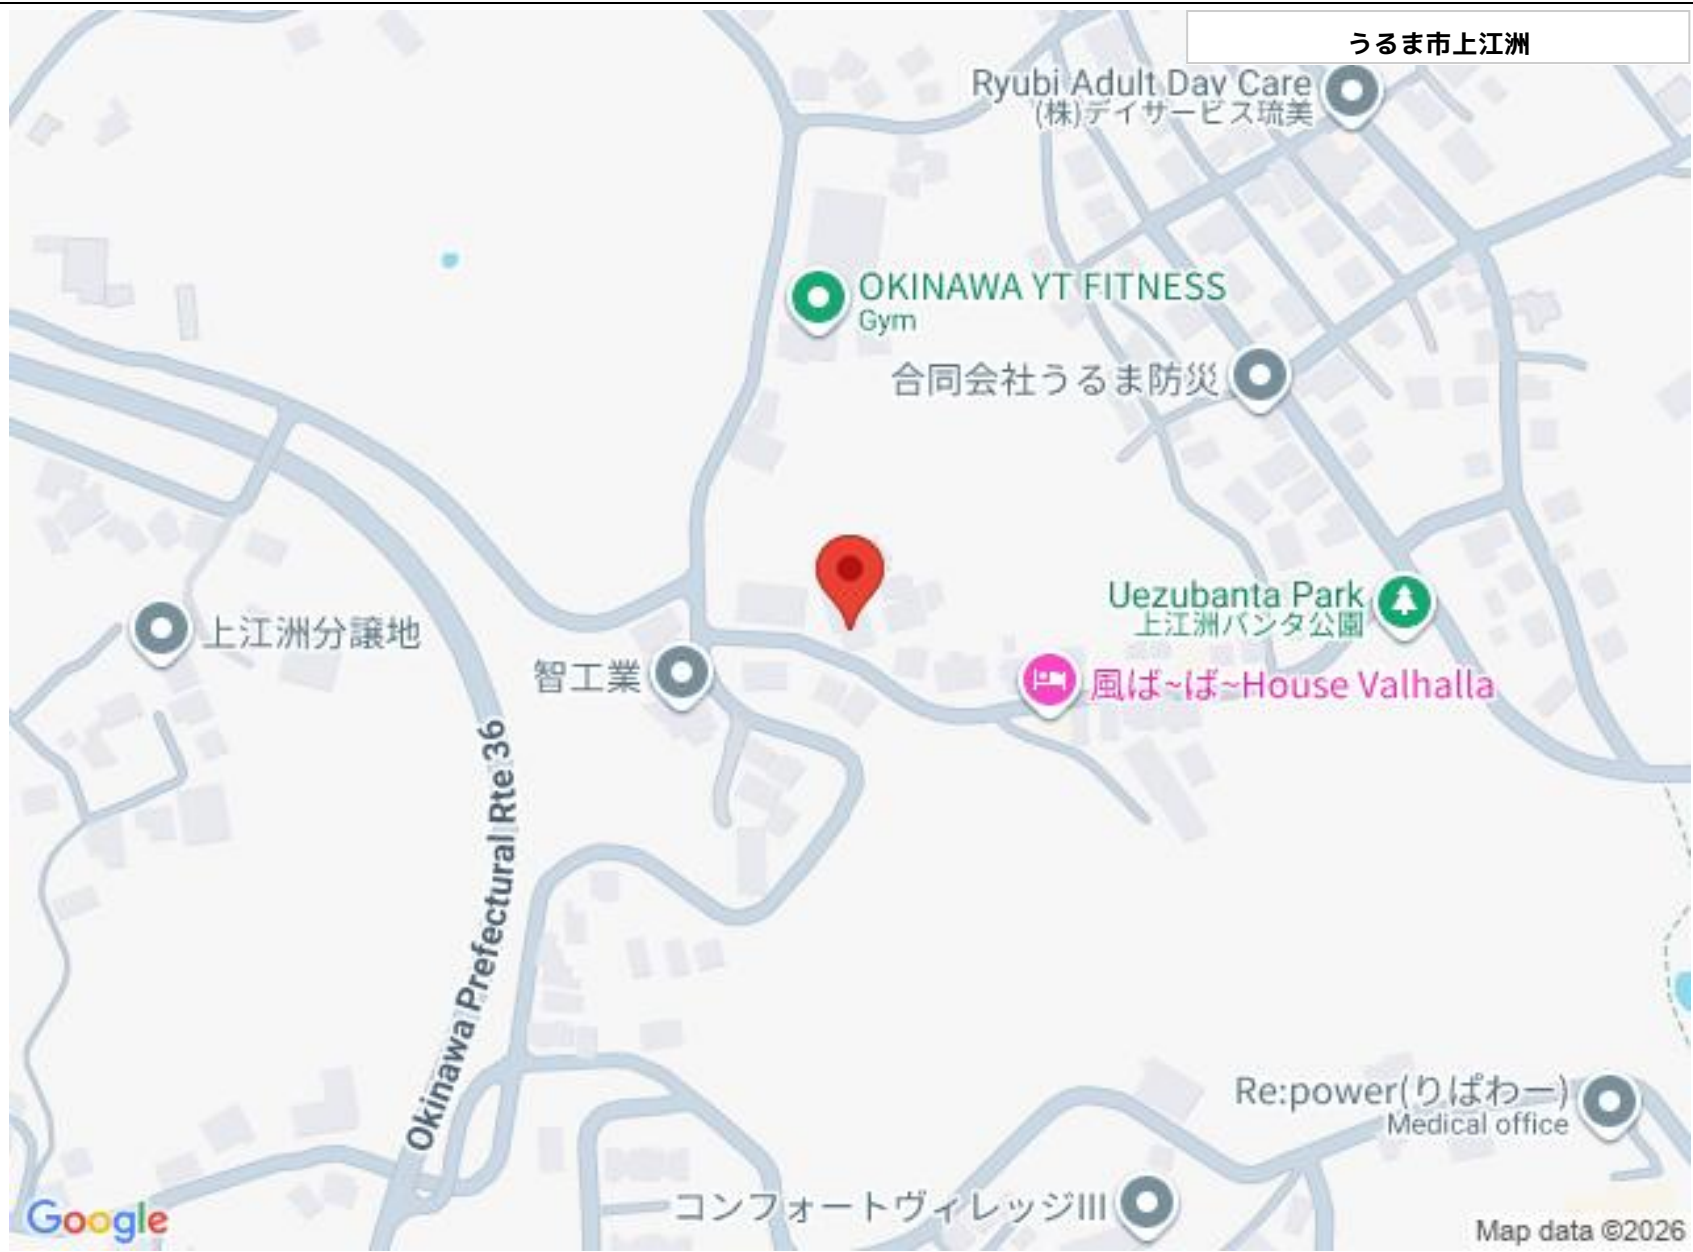 うるま市上江洲
Ryubi Adult Day Care
(株)デイサービス琉美
OKINAWA YT FITNESS
Gym
合同会社うるま防災
Uezubanta Park
上江洲バンタ公園
上江洲分譲地
智工業
風ば~ば~House Valhalla
Okinawa Prefectural Rte 36
Re:power(りぱわー)
Medical office
コンフォートヴィレッジIII
Google
Map data ©2026